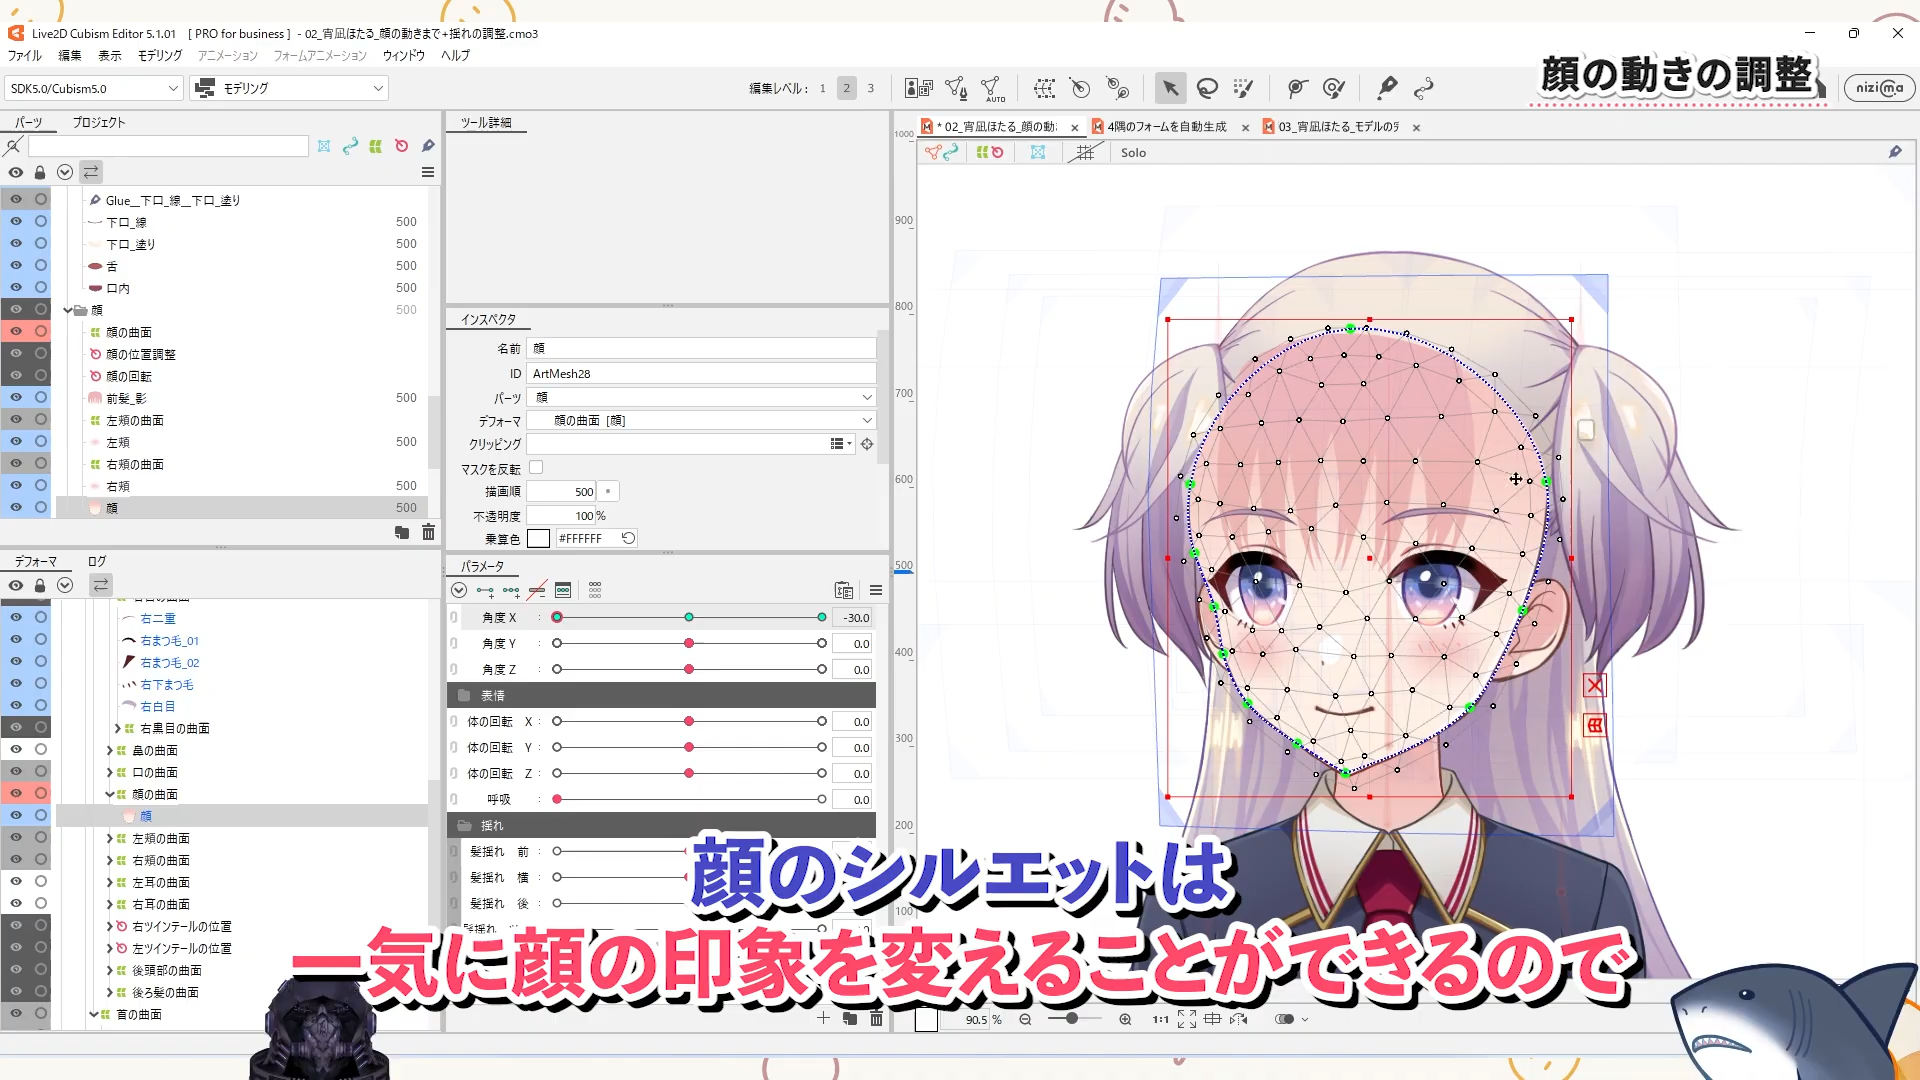 Live2D Cubism Editor 5.1.01 [ PRO for business ] - 02_宵凪ほたる_顔の動きまで+揺れの調整.cmo3
ファイル 編集 表示 モデリング アニメーション フォームアニメーション ウィンドウ ヘルプ
顔の動きの調整
SDK5.0/Cubism5.0 モデリング 編集レベル： 1 2 3 AUTO nizima
パーツ プロジェクト
Glue__下口_線__下口_塗り
下口_線 500
下口_塗り 500
舌 500
口内 500
顔 500
顔の曲面
顔の位置調整
顔の回転
前髪_影 500
左頬の曲面
左頬 500
右頬の曲面
右頬 500
顔 500
デフォーマ ログ
右二重
右まつ毛_01
右まつ毛_02
右下まつ毛
右白目
右黒目の曲面
鼻の曲面
口の曲面
顔の曲面
顔
左頬の曲面
右頬の曲面
左耳の曲面
右耳の曲面
右ツインテールの位置
左ツインテールの位置
後頭部の曲面
後ろ髪の曲面
首の曲面
ツール詳細
インスペクタ
名前 顔
ID ArtMesh28
パーツ 顔
デフォーマ 顔の曲面 [顔]
クリッピング
マスクを反転
描画順 500
不透明度 100 %
乗算色 #FFFFFF
パラメータ
角度 X : -30.0
角度 Y : 0.0
角度 Z : 0.0
表情
体の回転 X : 0.0
体の回転 Y : 0.0
体の回転 Z : 0.0
呼吸 : 0.0
揺れ
髪揺れ 前 :
髪揺れ 横 :
髪揺れ 後 :
* 02_宵凪ほたる_顔の動 4隅のフォームを自動生成 03_宵凪ほたる_モデルの
Solo
1000
900
800
700
600
500
400
300
200
100
90.5 % 1:1
顔のシルエットは
一気に顔の印象を変えることができるので